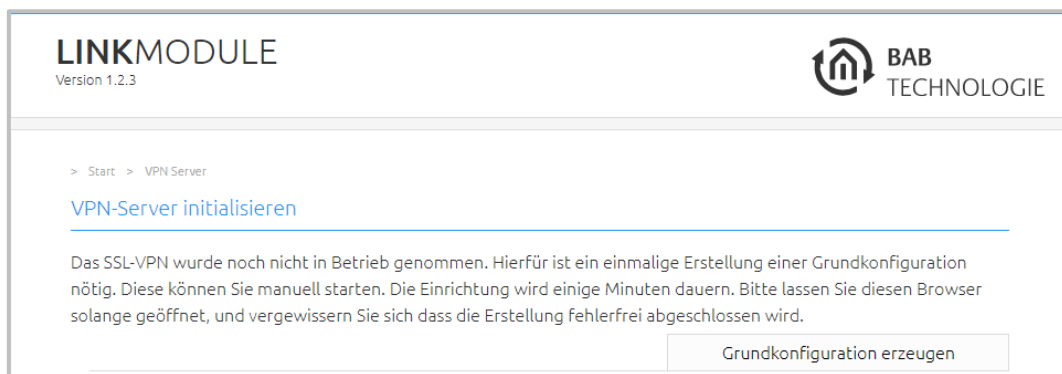 LINKMODULE
Version 1.2.3
BAB
TECHNOLOGIE
> Start > VPN Server
VPN-Server initialisieren
Das SSL-VPN wurde noch nicht in Betrieb genommen. Hierfür ist ein einmalige Erstellung einer Grundkonfiguration
nötig. Diese können Sie manuell starten. Die Einrichtung wird einige Minuten dauern. Bitte lassen Sie diesen Browser
solange geöffnet, und vergewissern Sie sich dass die Erstellung fehlerfrei abgeschlossen wird.
Grundkonfiguration erzeugen